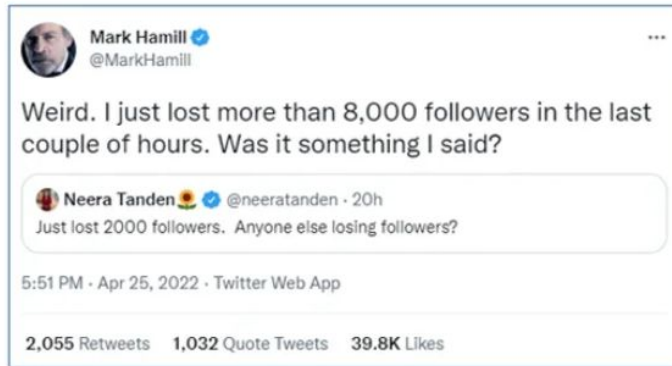 Mark Hamill
@MarkHamill
Weird. I just lost more than 8,000 followers in the last
couple of hours. Was it something I said?
Neera Tanden🌻 @neeratanden · 20h
Just lost 2000 followers. Anyone else losing followers?
5:51 PM · Apr 25, 2022 · Twitter Web App
2,055 Retweets 1,032 Quote Tweets 39.8K Likes